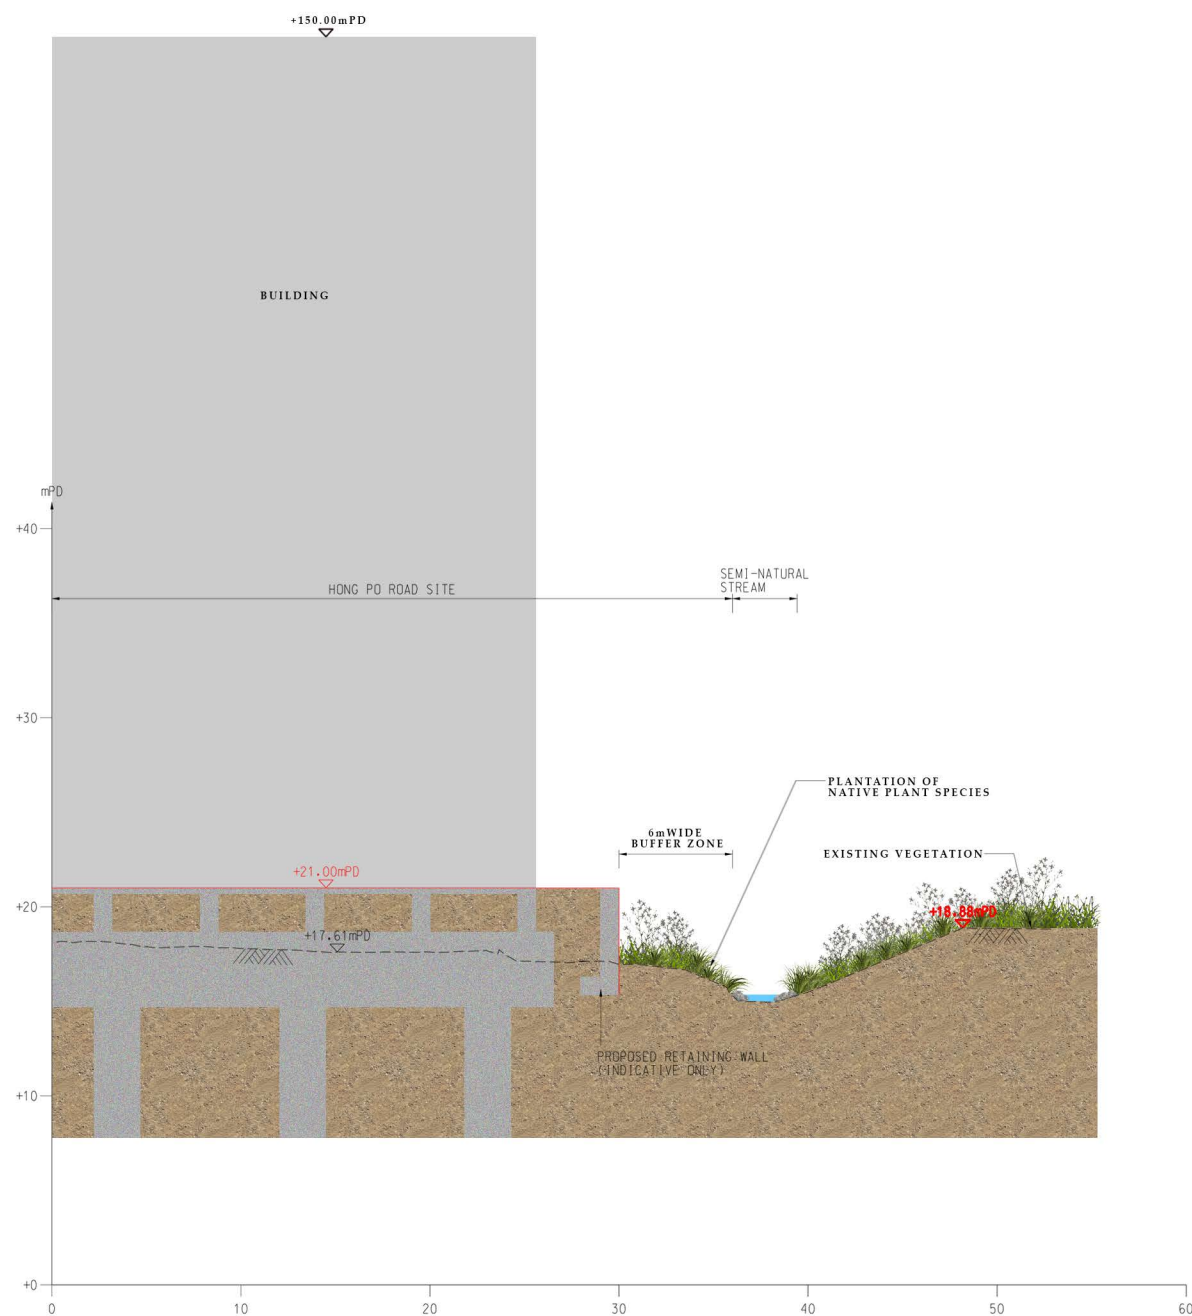 +150.00mPD
BUILDING
mPD
+40
HONG PO ROAD SITE
SEMI-NATURAL
STREAM
+30
PLANTATION OF
NATIVE PLANT SPECIES
6mWIDE
BUFFER ZONE
EXISTING VEGETATION
+21.00mPD
+20
+18.88mPD
+17.61mPD
PROPOSED RETAINING WALL
(INDICATIVE ONLY)
+10
+0
0
10
20
30
40
50
60